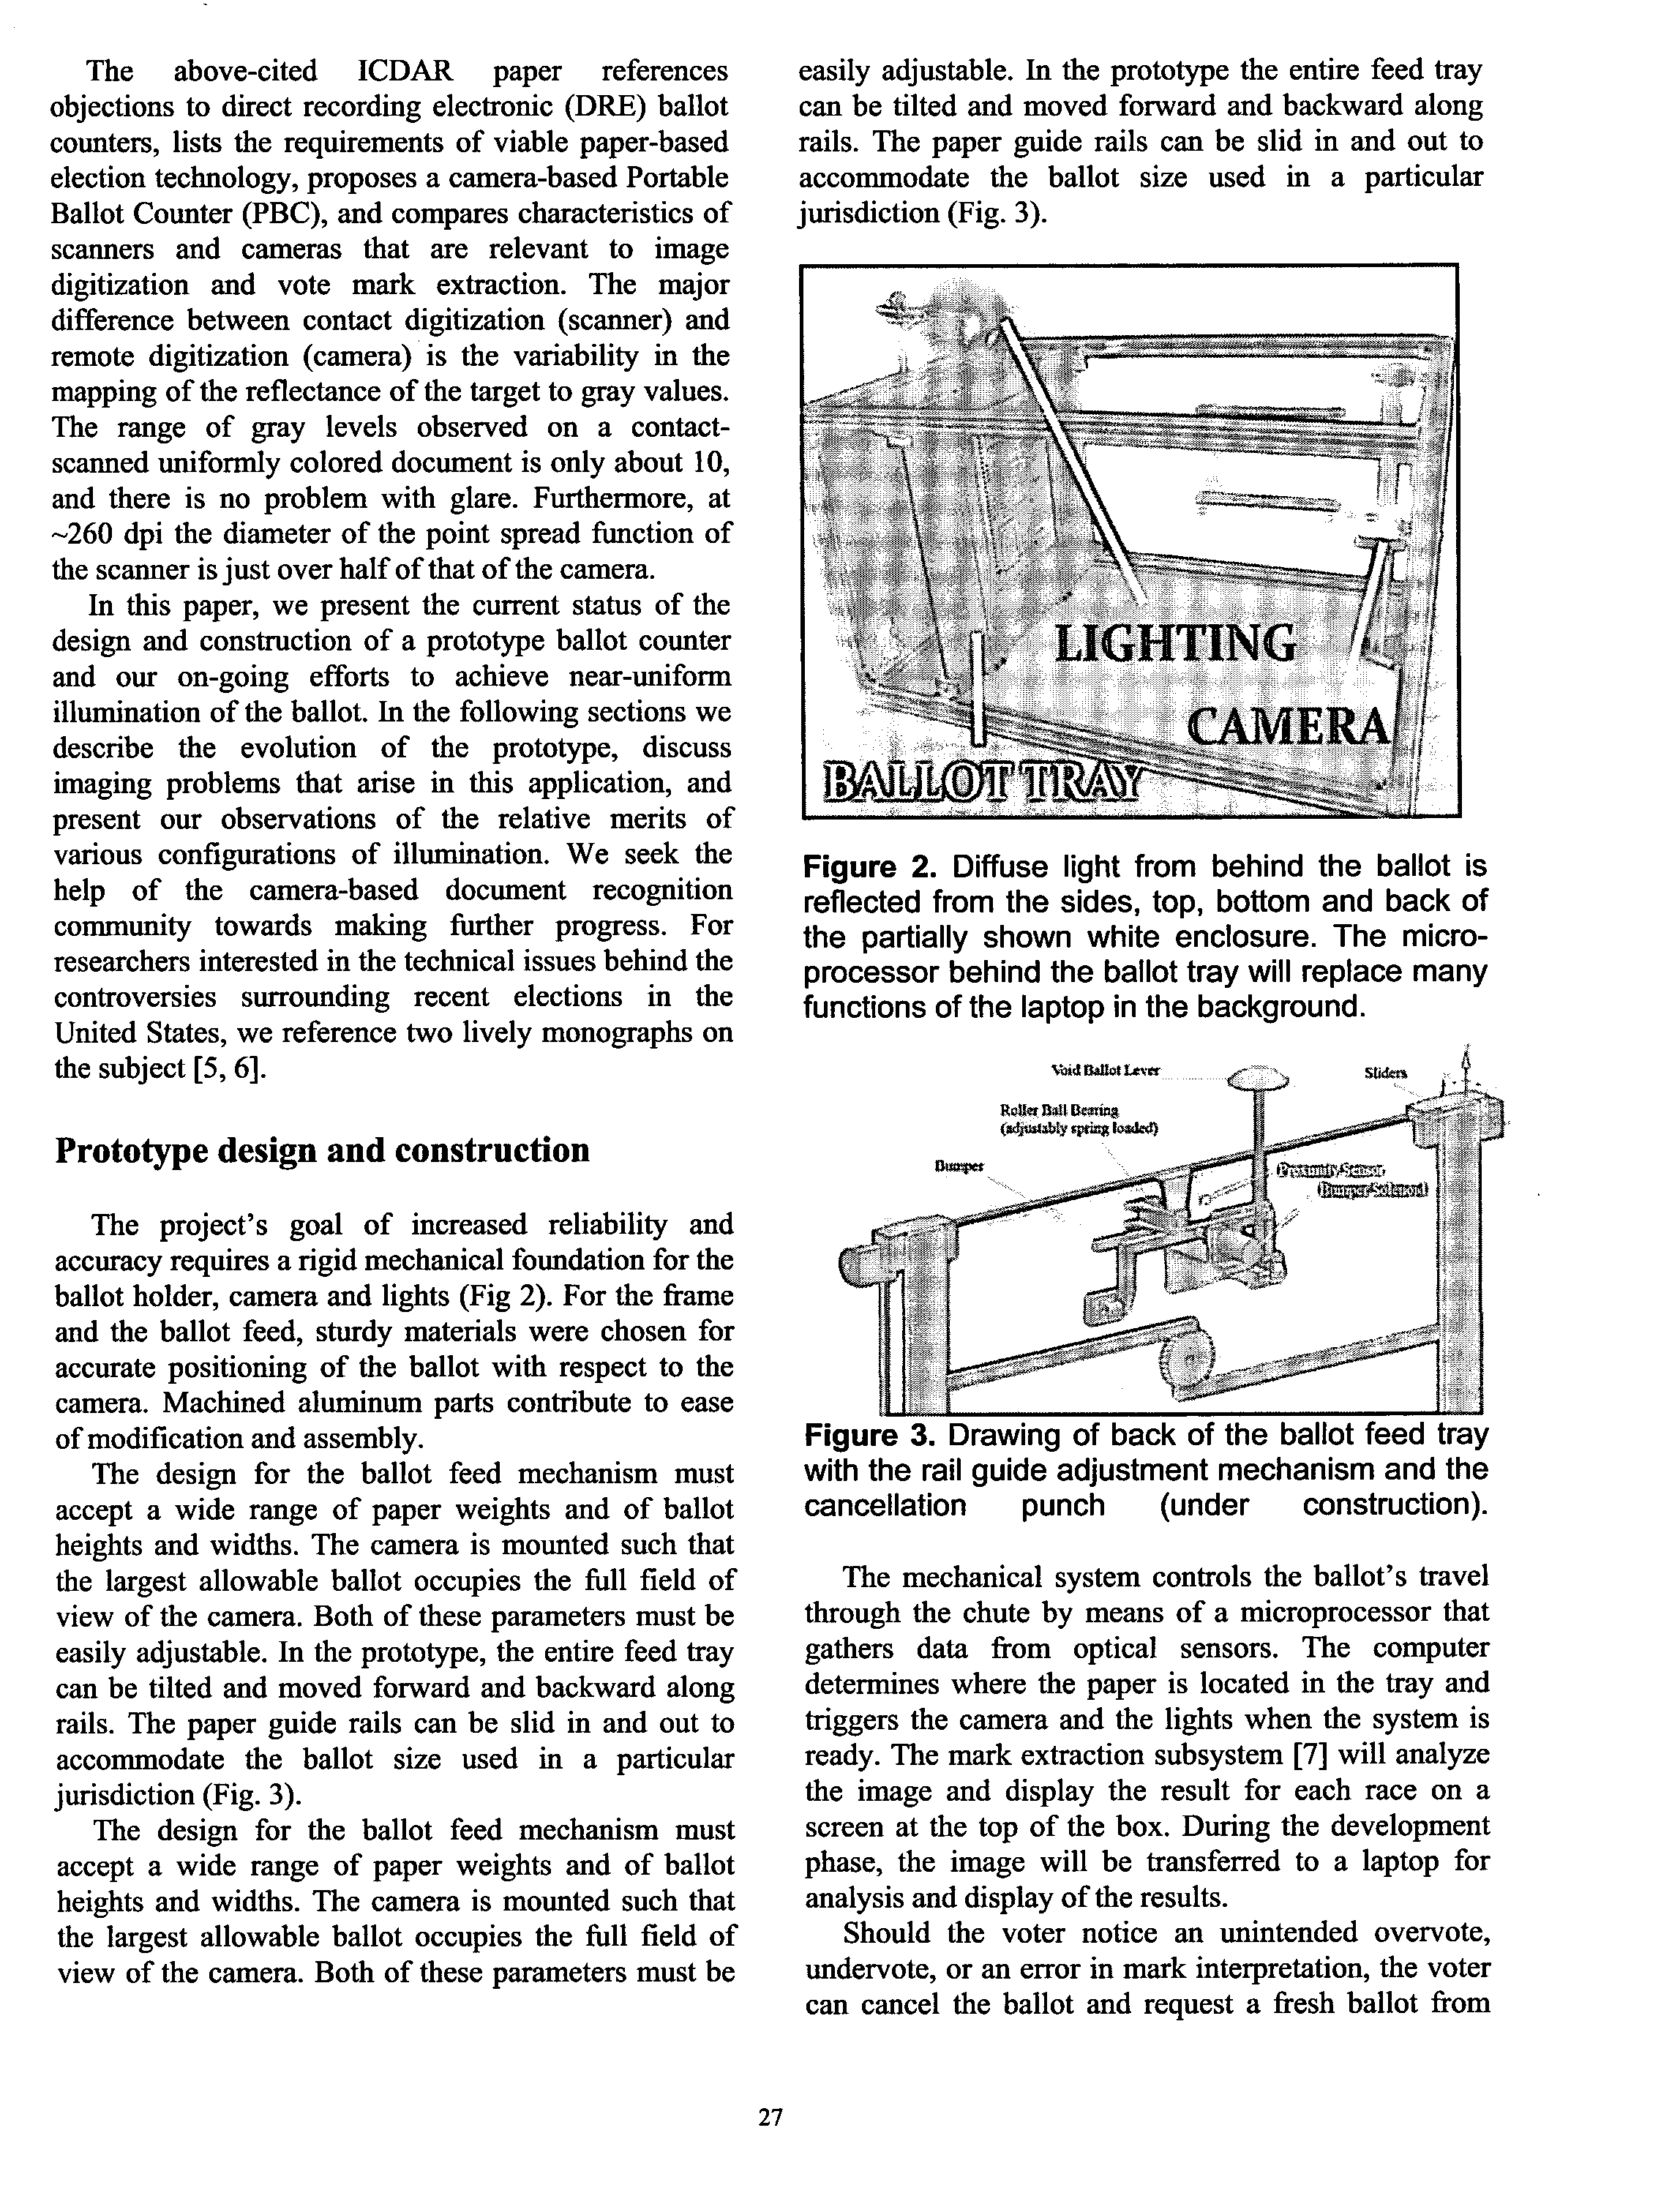 The above-cited ICDAR paper references
objections to direct recording electronic (DRE) ballot
counters, lists the requirements of viable paper-based
election technology, proposes a camera-based Portable
Ballot Counter (PBC), and compares characteristics of
scanners and cameras that are relevant to image
digitization and vote mark extraction. The major
difference between contact digitization (scanner) and
remote digitization (camera) is the variability in the
mapping of the reflectance of the target to gray values.
The range of gray levels observed on a contact-
scanned uniformly colored document is only about 10,
and there is no problem with glare. Furthermore, at
~260 dpi the diameter of the point spread function of
the scanner is just over half of that of the camera.
In this paper, we present the current status of the
design and construction of a prototype ballot counter
and our on-going efforts to achieve near-uniform
illumination of the ballot. In the following sections we
describe the evolution of the prototype, discuss
imaging problems that arise in this application, and
present our observations of the relative merits of
various configurations of illumination. We seek the
help of the camera-based document recognition
community towards making further progress. For
researchers interested in the technical issues behind the
controversies surrounding recent elections in the
United States, we reference two lively monographs on
the subject [5, 6].
Prototype design and construction
The project's goal of increased reliability and
accuracy requires a rigid mechanical foundation for the
ballot holder, camera and lights (Fig 2). For the frame
and the ballot feed, sturdy materials were chosen for
accurate positioning of the ballot with respect to the
camera. Machined aluminum parts contribute to ease
of modification and assembly.
The design for the ballot feed mechanism must
accept a wide range of paper weights and of ballot
heights and widths. The camera is mounted such that
the largest allowable ballot occupies the full field of
view of the camera. Both of these parameters must be
easily adjustable. In the prototype, the entire feed tray
can be tilted and moved forward and backward along
rails. The paper guide rails can be slid in and out to
accommodate the ballot size used in a particular
jurisdiction (Fig. 3).
The design for the ballot feed mechanism must
accept a wide range of paper weights and of ballot
heights and widths. The camera is mounted such that
the largest allowable ballot occupies the full field of
view of the camera. Both of these parameters must be
easily adjustable. In the prototype the entire feed tray
can be tilted and moved forward and backward along
rails. The paper guide rails can be slid in and out to
accommodate the ballot size used in a particular
jurisdiction (Fig. 3).
LIGHTING
CAMERA
BALLOT TRAY
Figure 2. Diffuse light from behind the ballot is
reflected from the sides, top, bottom and back of
the partially shown white enclosure. The micro-
processor behind the ballot tray will replace many
functions of the laptop in the background.
Void Ballot Lever
Sliders
Roller Ball Bearing
(adjustably spring loaded)
Bumper
Proximity Sensor
(Bumper Solenoid)
Figure 3. Drawing of back of the ballot feed tray
with the rail guide adjustment mechanism and the
cancellation punch (under construction).
The mechanical system controls the ballot's travel
through the chute by means of a microprocessor that
gathers data from optical sensors. The computer
determines where the paper is located in the tray and
triggers the camera and the lights when the system is
ready. The mark extraction subsystem [7] will analyze
the image and display the result for each race on a
screen at the top of the box. During the development
phase, the image will be transferred to a laptop for
analysis and display of the results.
Should the voter notice an unintended overvote,
undervote, or an error in mark interpretation, the voter
can cancel the ballot and request a fresh ballot from
27